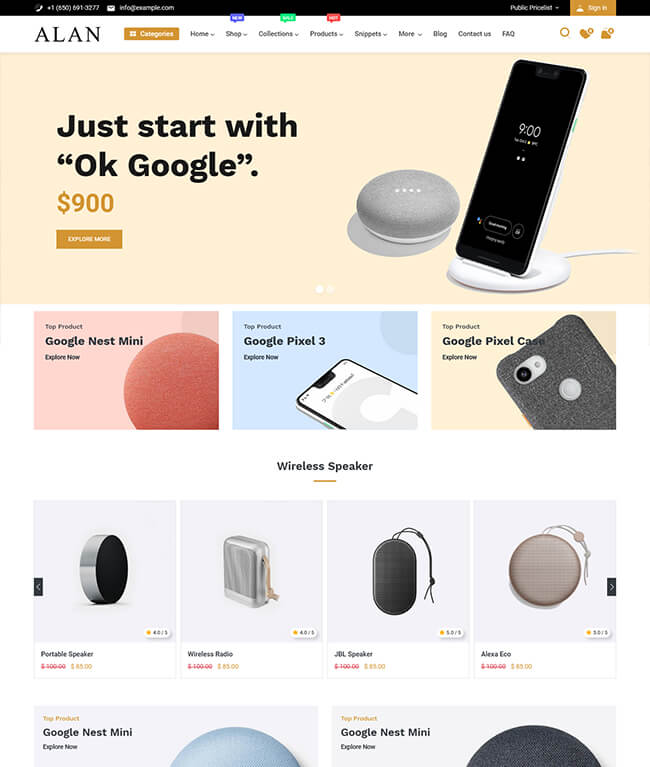 +1 (650) 691-3277 info@example.com Public Pricelist Sign in
NEW SALE HOT
ALAN Categories Home Shop Collections Products Snippets More Blog Contact us FAQ 0 0
Just start with
“Ok Google”.
$900
EXPLORE MORE
9:00
Top Product
Google Nest Mini
Explore Now
Top Product
Google Pixel 3
Explore Now
Top Product
Google Pixel Case
Explore Now
Wireless Speaker
4.0 / 5
Portable Speaker
$ 100.00 $ 85.00
4.0 / 5
Wireless Radio
$ 100.00 $ 85.00
5.0 / 5
JBL Speaker
$ 100.00 $ 85.00
5.0 / 5
Alexa Eco
$ 100.00 $ 85.00
Top Product
Google Nest Mini
Explore Now
Top Product
Google Nest Mini
Explore Now